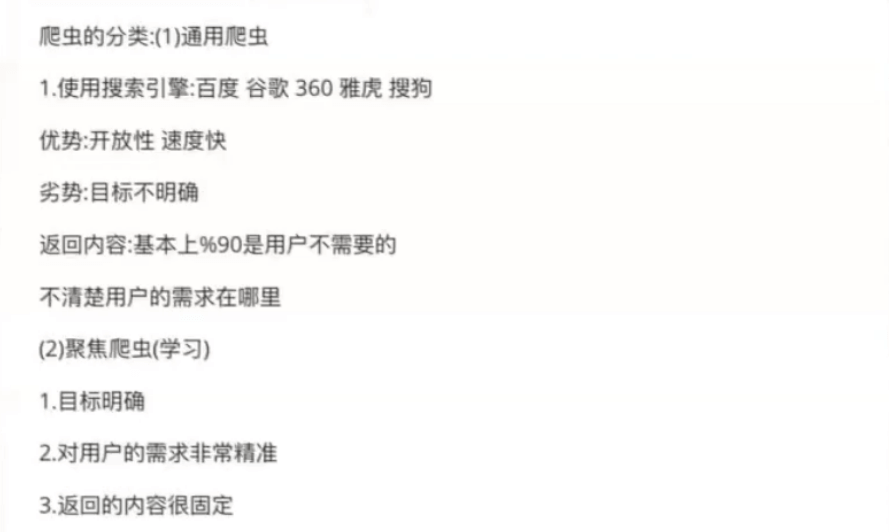 爬虫的分类:(1)通用爬虫
1.使用搜索引擎:百度 谷歌 360 雅虎 搜狗
优势:开放性 速度快
劣势:目标不明确
返回内容:基本上%90是用户不需要的
不清楚用户的需求在哪里
(2)聚焦爬虫(学习)
1.目标明确
2.对用户的需求非常精准
3.返回的内容很固定